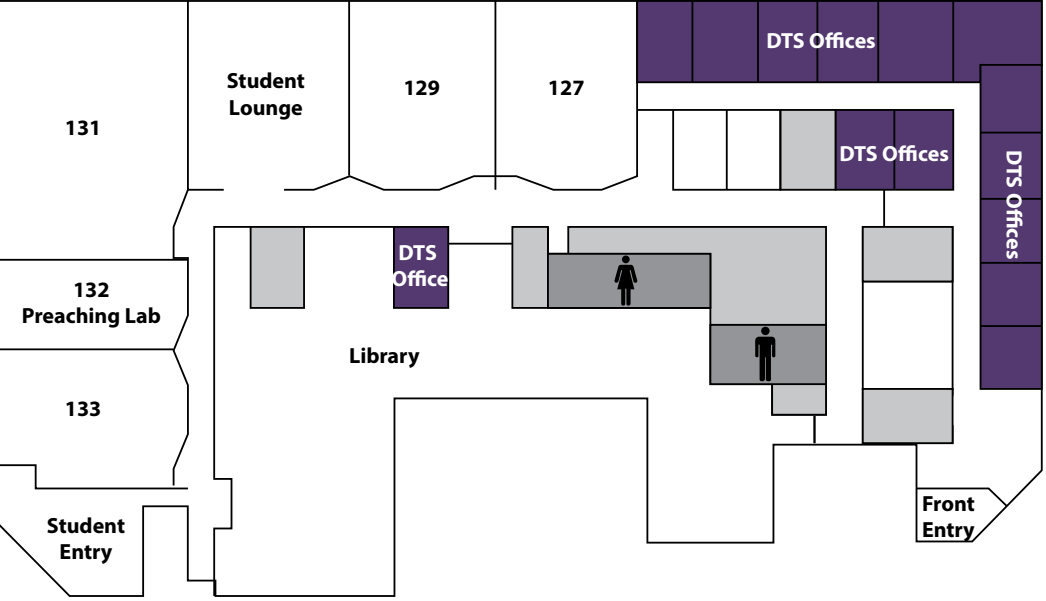 DTS Offices
Student
Lounge
129
127
131
DTS Offices
DTS Offices
DTS
Office
132
Preaching Lab
Library
133
Front
Entry
Student
Entry